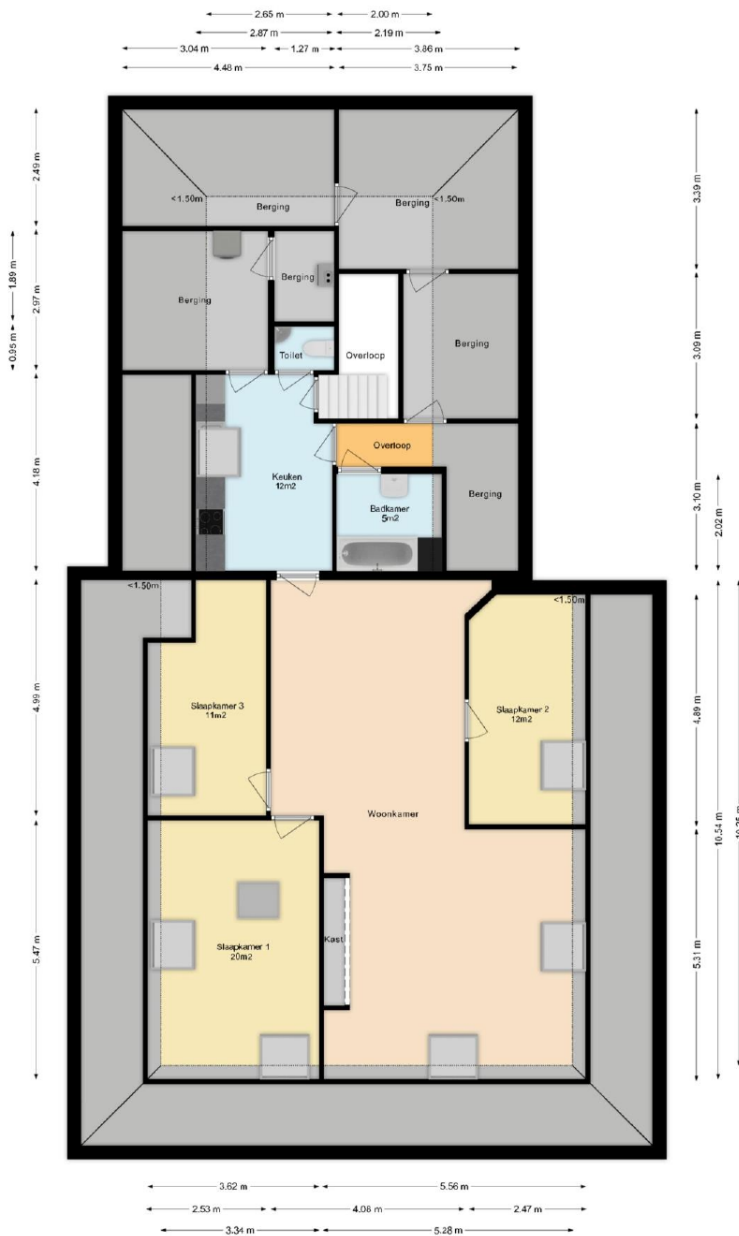 2.65 m
2.00 m
2.87 m
2.19 m
3.04 m
1.27 m
3.86 m
4.48 m
3.75 m
2.49 m
3.39 m
<1.50m
Berging
Berging
<1.50m
1.89 m
2.97 m
Berging
Berging
0.95 m
Toilet
Overloop
Berging
3.09 m
4.18 m
Overloop
Keuken
12m2
Badkamer
5m2
Berging
3.10 m
2.02 m
<1.50m
<1.50m
4.99 m
Slaapkamer 3
11m2
Slaapkamer 2
12m2
4.89 m
Woonkamer
10.54 m
10.25 m
5.47 m
Slaapkamer 1
20m2
Kast
5.31 m
3.62 m
5.56 m
2.53 m
4.08 m
2.47 m
3.34 m
5.28 m